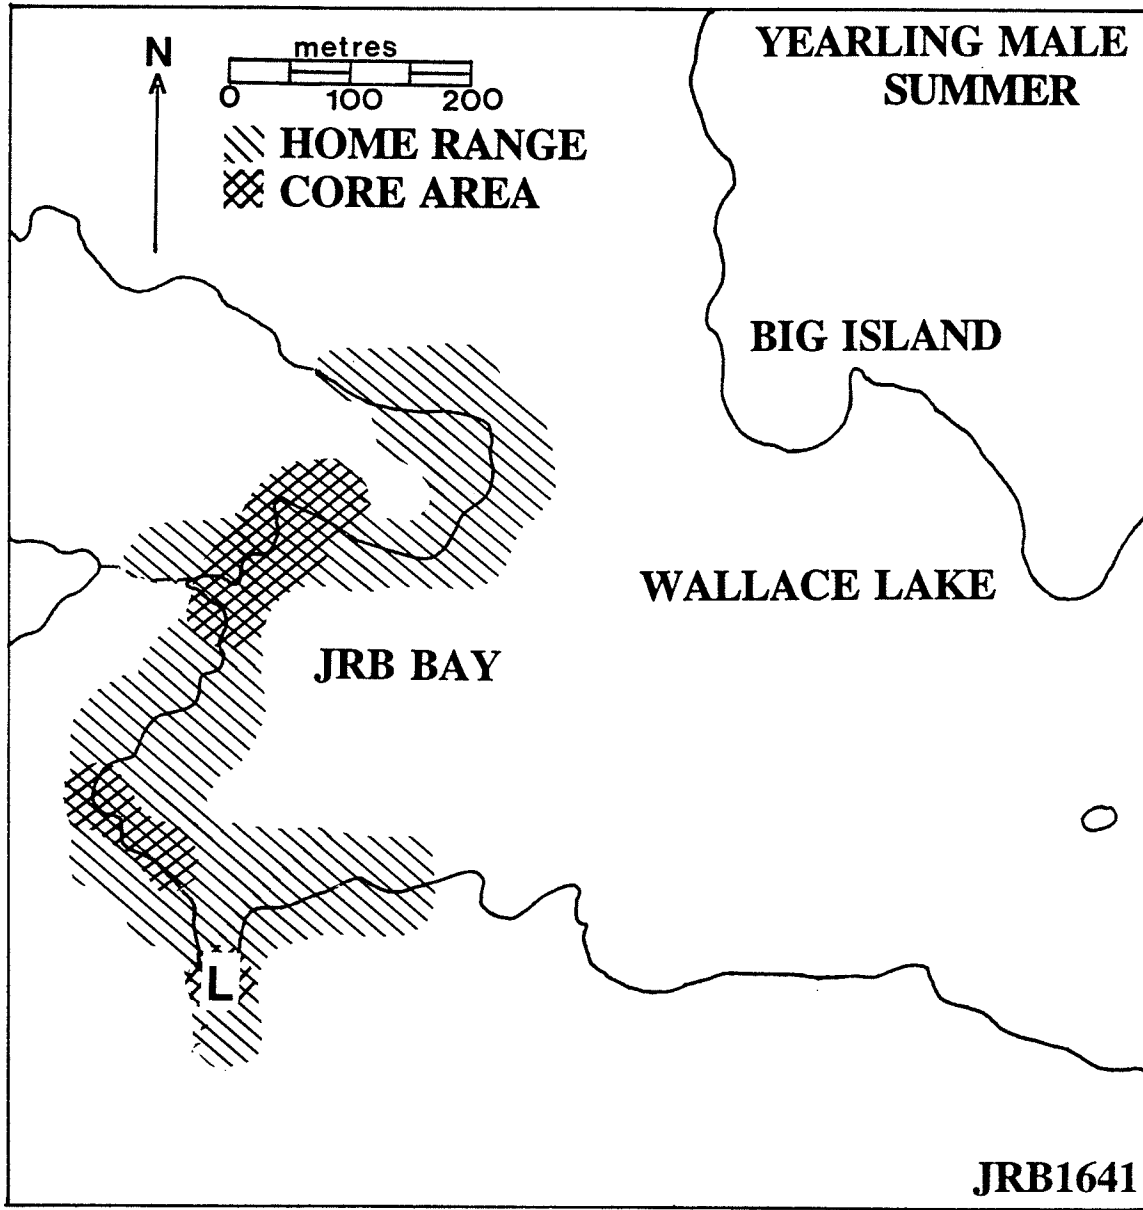 YEARLING MALE
SUMMER
N
metres
0 100 200
HOME RANGE
CORE AREA
BIG ISLAND
WALLACE LAKE
JRB BAY
L
JRB1641